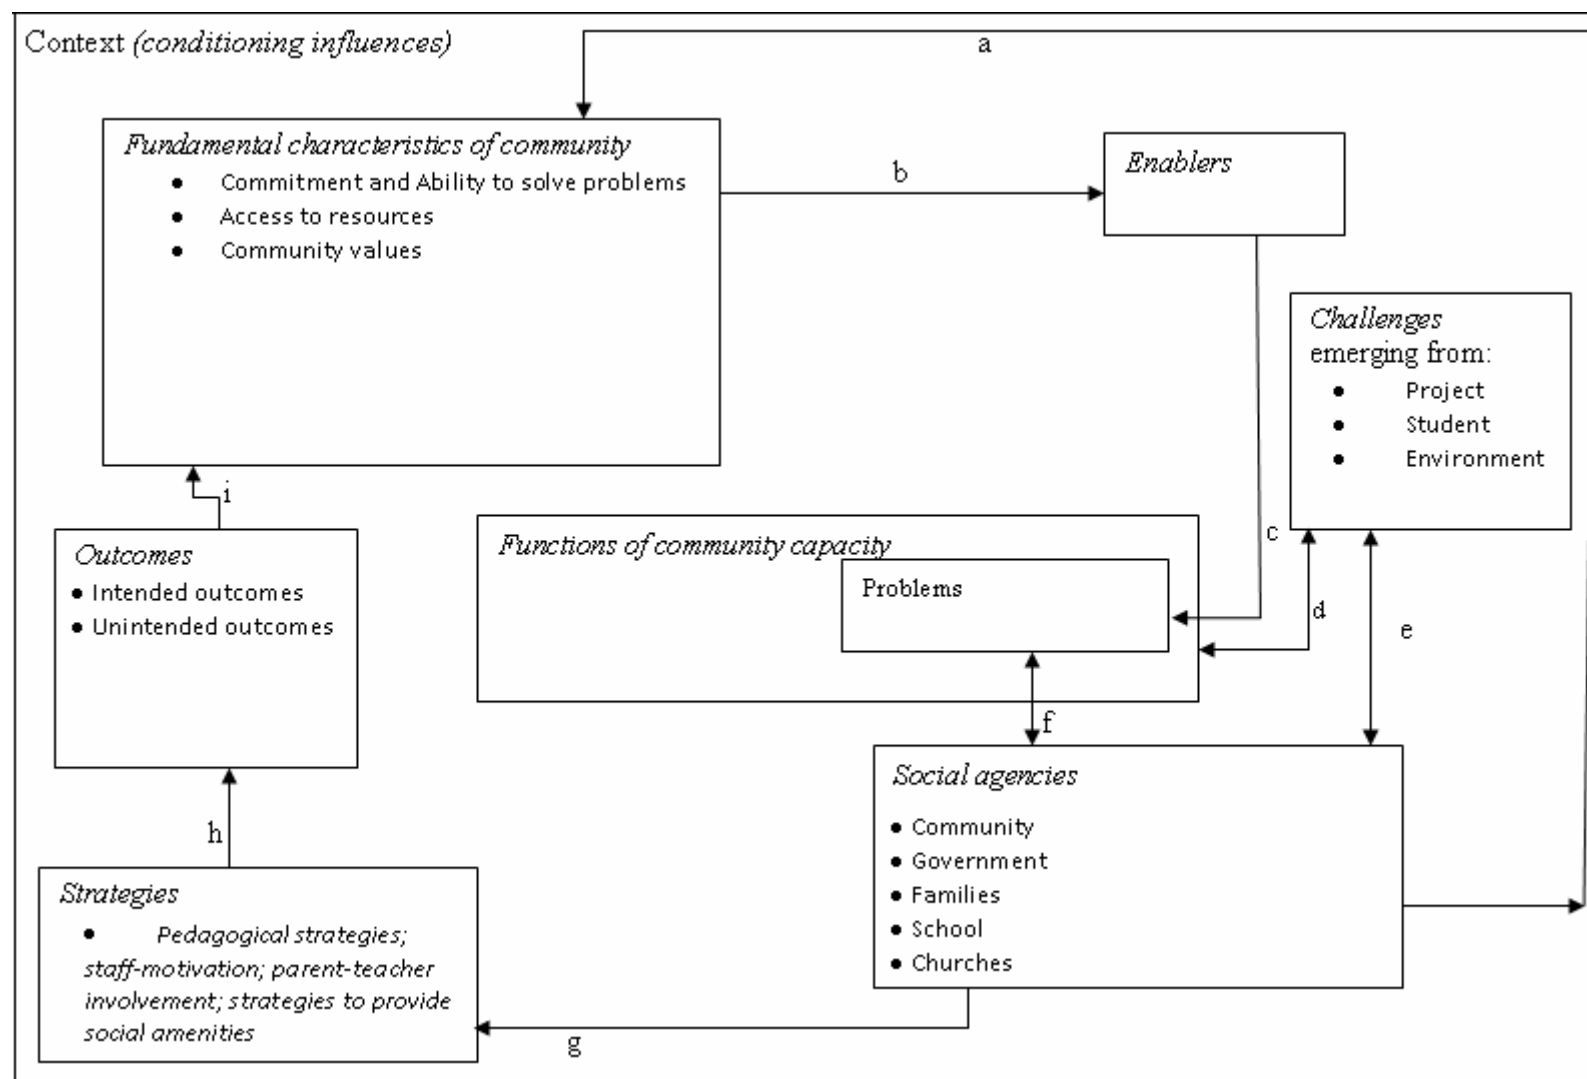 Context (conditioning influences)
a
Fundamental characteristics of community
● Commitment and Ability to solve problems
● Access to resources
● Community values
b
Enablers
Challenges
emerging from:
● Project
● Student
● Environment
i
Outcomes
● Intended outcomes
● Unintended outcomes
Functions of community capacity
Problems
c
d
e
f
Social agencies
● Community
● Government
● Families
● School
● Churches
h
Strategies
● Pedagogical strategies;
staff-motivation; parent-teacher
involvement; strategies to provide
social amenities
g